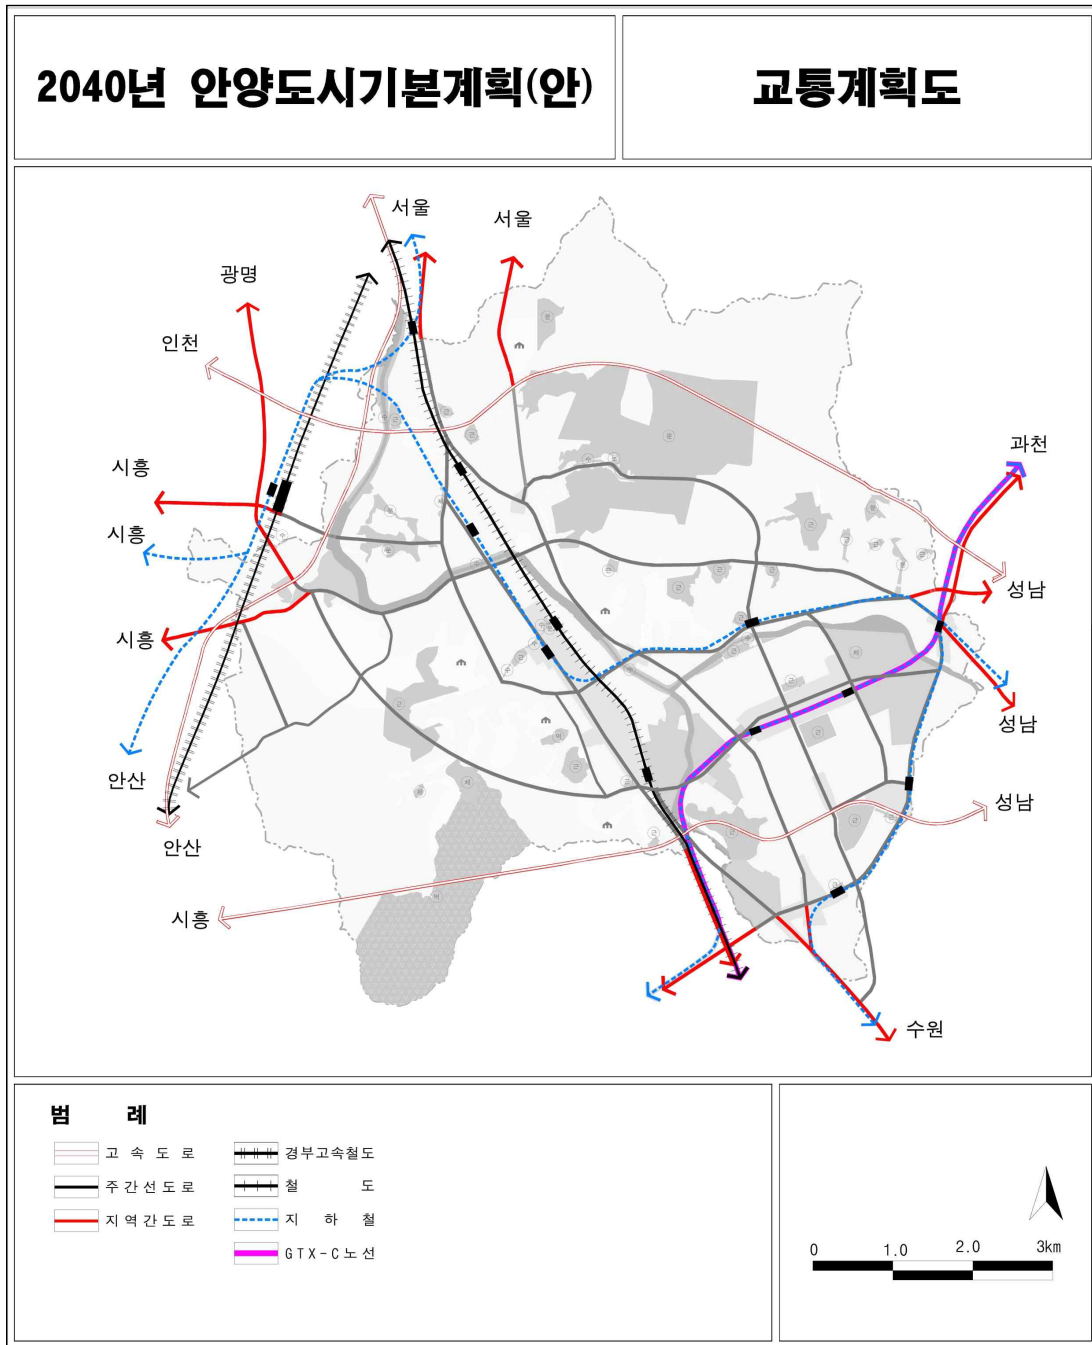 2040년 안양도시기본계획(안)
교통계획도
서울
서울
광명
인천
과천
시흥
시흥
성남
시흥
성남
안산
성남
안산
시흥
수원
범 례
고 속 도 로
경부고속철도
주간선도로
철 도
지역간도로
지 하 철
GTX-C노선
0 1.0 2.0 3km